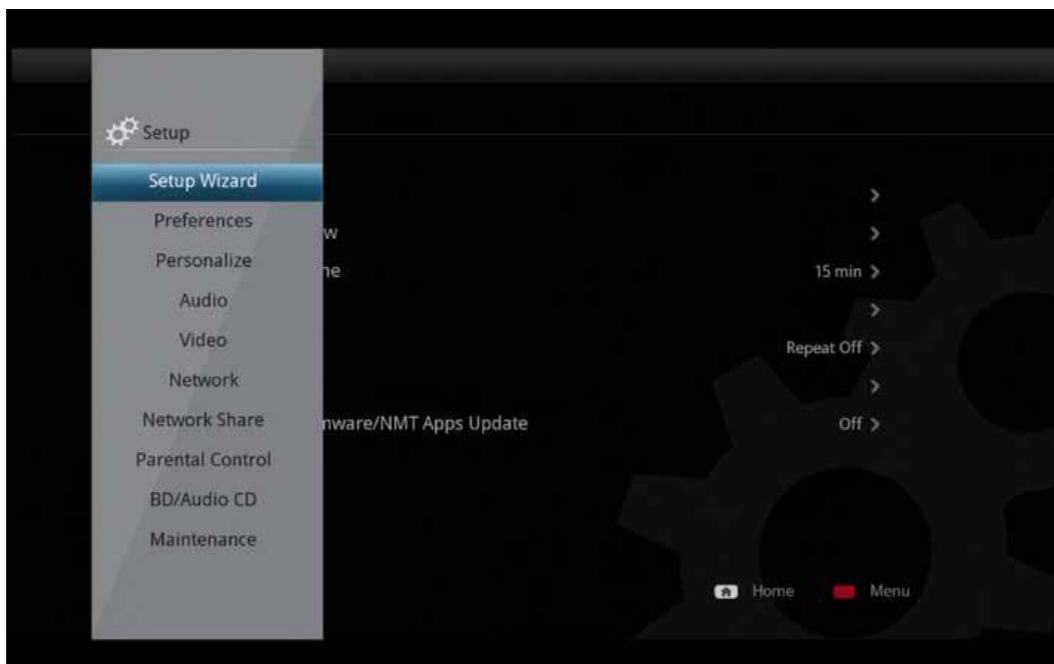 Setup
Setup Wizard
Preferences
Personalize
Audio
Video
Network
Network Share
Parental Control
BD/Audio CD
Maintenance
w
ne
15 min
Repeat Off
nware/NMT Apps Update
Off
Home
Menu